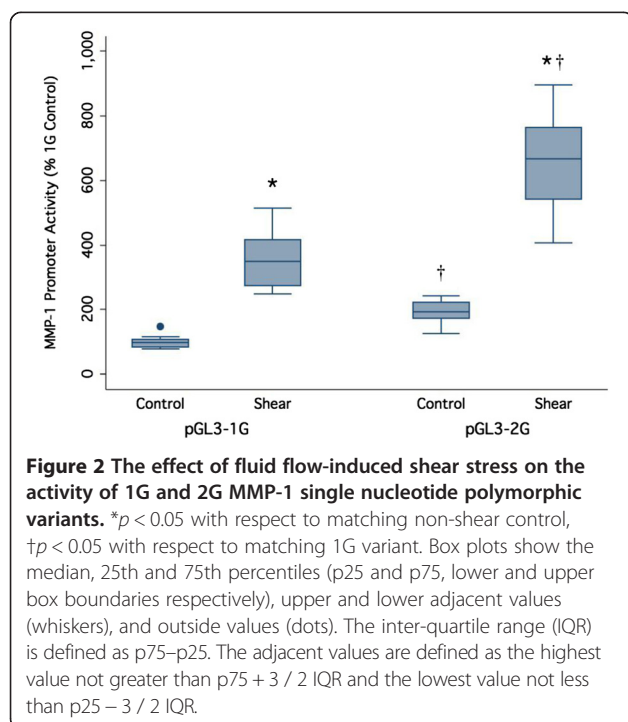 MMP-1 Promoter Activity (% 1G Control)
1,000
800
600
400
200
0
*
†
* †
Control Shear Control Shear
pGL3-1G pGL3-2G
Figure 2 The effect of fluid flow-induced shear stress on the
activity of 1G and 2G MMP-1 single nucleotide polymorphic
variants. *p < 0.05 with respect to matching non-shear control,
†p < 0.05 with respect to matching 1G variant. Box plots show the
median, 25th and 75th percentiles (p25 and p75, lower and upper
box boundaries respectively), upper and lower adjacent values
(whiskers), and outside values (dots). The inter-quartile range (IQR)
is defined as p75–p25. The adjacent values are defined as the highest
value not greater than p75 + 3 / 2 IQR and the lowest value not less
than p25 − 3 / 2 IQR.